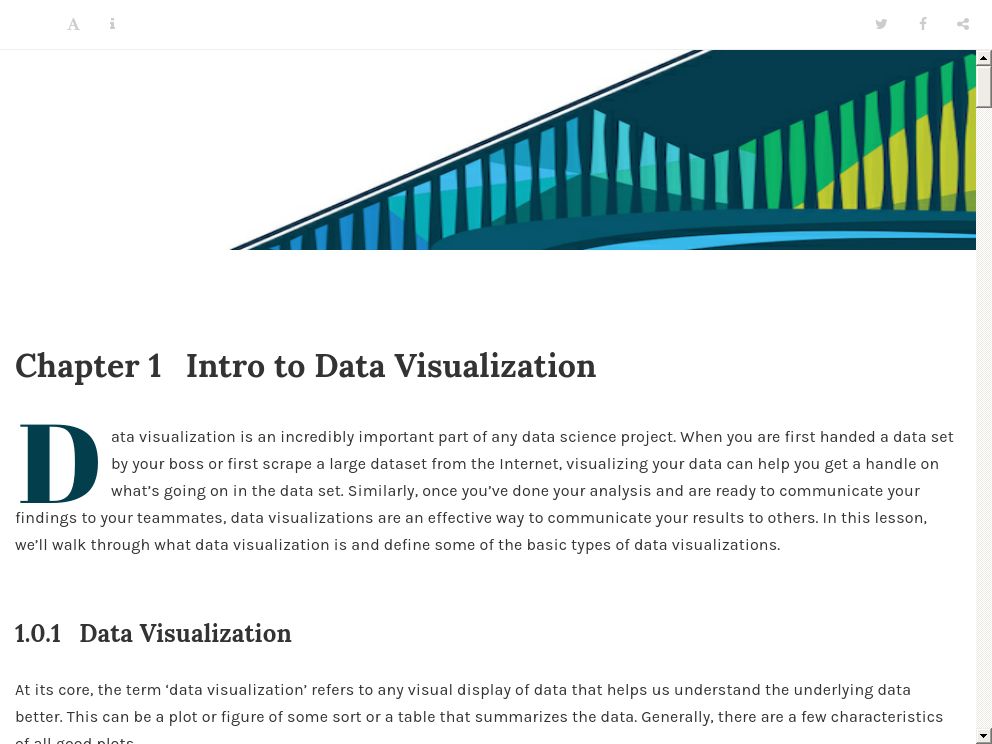 Chapter 1 Intro to Data Visualization
Data visualization is an incredibly important part of any data science project. When you are first handed a data set
by your boss or first scrape a large dataset from the Internet, visualizing your data can help you get a handle on
what’s going on in the data set. Similarly, once you’ve done your analysis and are ready to communicate your
findings to your teammates, data visualizations are an effective way to communicate your results to others. In this lesson,
we’ll walk through what data visualization is and define some of the basic types of data visualizations.
1.0.1 Data Visualization
At its core, the term ‘data visualization’ refers to any visual display of data that helps us understand the underlying data
better. This can be a plot or figure of some sort or a table that summarizes the data. Generally, there are a few characteristics
of all good plots.